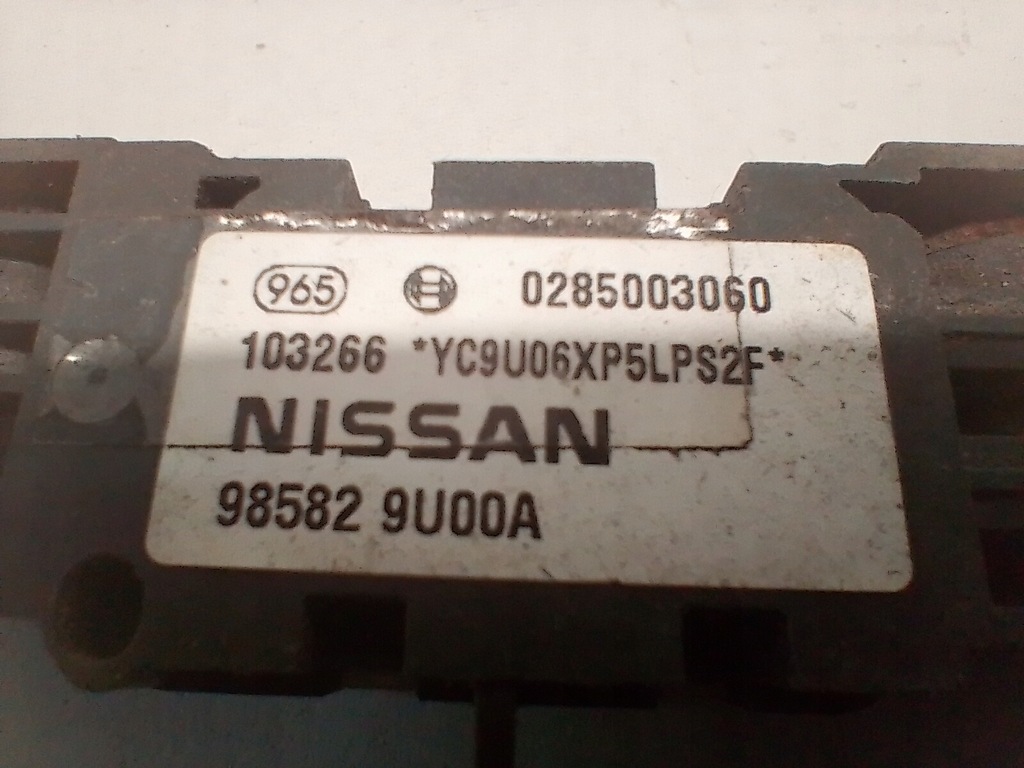 965 0285003060
103266 *YC9U06XP5LPS2F*
NISSAN
98582 9U00A